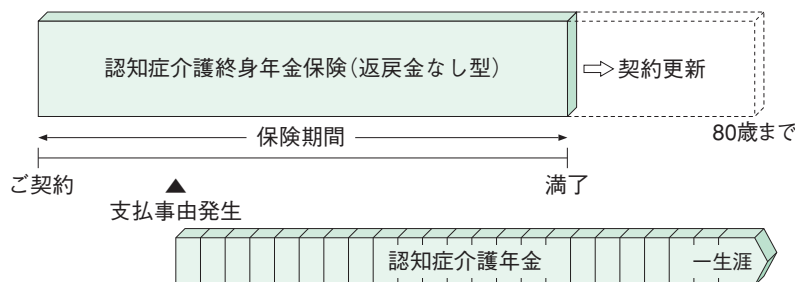 認知症介護終身年金保険（返戻金なし型）
契約更新
保険期間
80歳まで
ご契約
満了
支払事由発生
認知症介護年金
一生涯